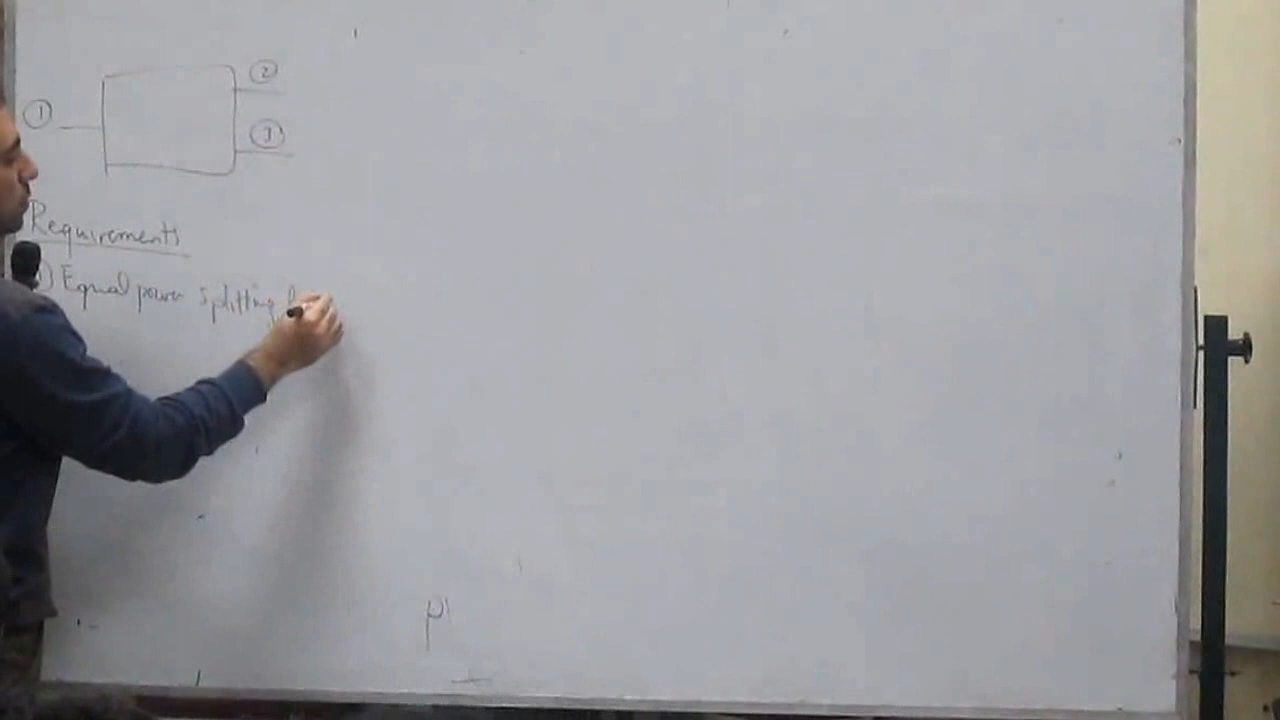 ②
①
③
Requirements
1) Equal power splitting